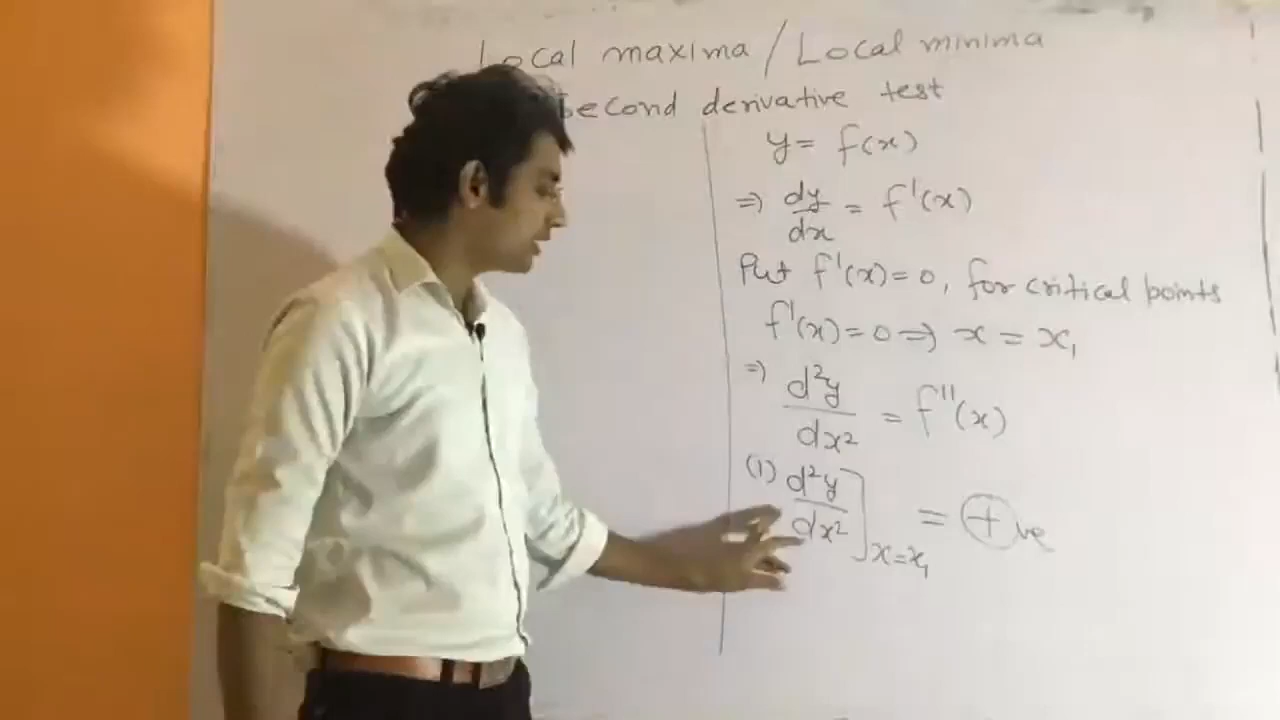 Local maxima / Local minima
Second derivative test
y = f(x)
⇒ dy/dx = f'(x)
Put f'(x) = 0, for critical points
f'(x) = 0 ⇒ x = x₁
⇒ d²y/dx² = f''(x)
(1) d²y/dx²]ₓ₌ₓ₁ = ⊕ve